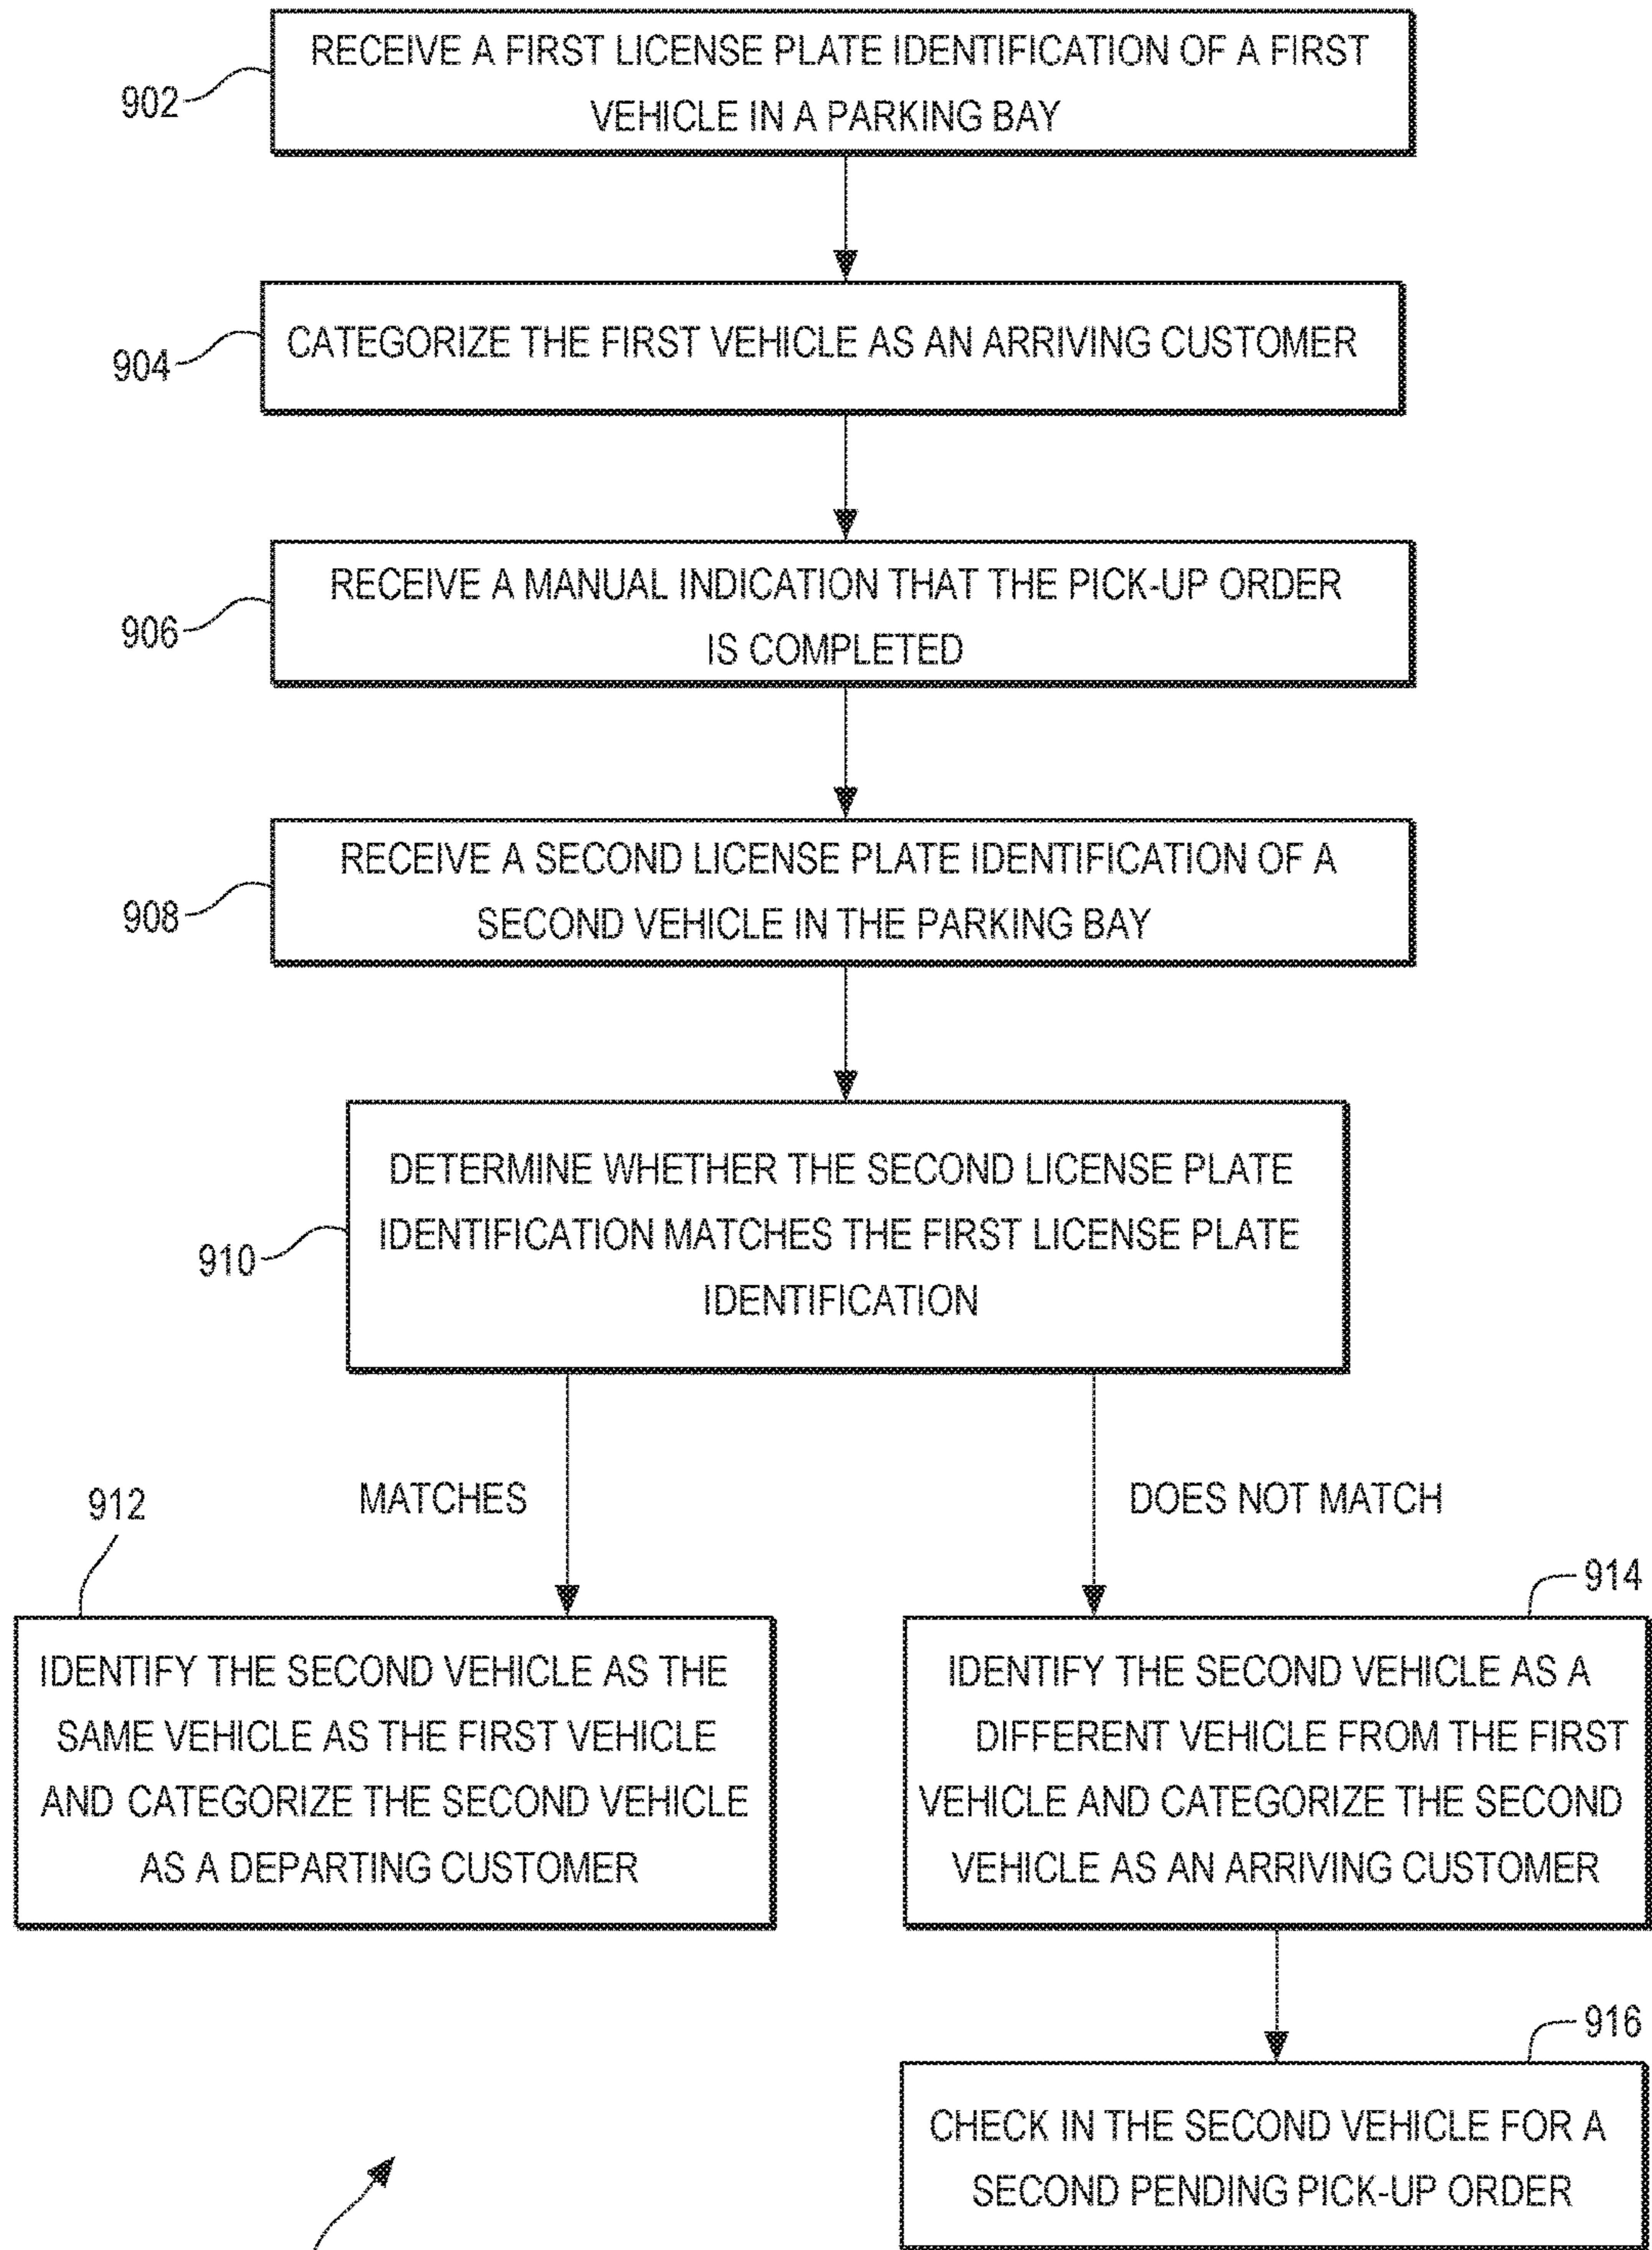 RECEIVE A FIRST LICENSE PLATE IDENTIFICATION OF A FIRST
VEHICLE IN A PARKING BAY
902
CATEGORIZE THE FIRST VEHICLE AS AN ARRIVING CUSTOMER
904
RECEIVE A MANUAL INDICATION THAT THE PICK-UP ORDER
IS COMPLETED
906
RECEIVE A SECOND LICENSE PLATE IDENTIFICATION OF A
SECOND VEHICLE IN THE PARKING BAY
908
DETERMINE WHETHER THE SECOND LICENSE PLATE
IDENTIFICATION MATCHES THE FIRST LICENSE PLATE
IDENTIFICATION
910
MATCHES
DOES NOT MATCH
912
IDENTIFY THE SECOND VEHICLE AS THE
SAME VEHICLE AS THE FIRST VEHICLE
AND CATEGORIZE THE SECOND VEHICLE
AS A DEPARTING CUSTOMER
914
IDENTIFY THE SECOND VEHICLE AS A
DIFFERENT VEHICLE FROM THE FIRST
VEHICLE AND CATEGORIZE THE SECOND
VEHICLE AS AN ARRIVING CUSTOMER
916
CHECK IN THE SECOND VEHICLE FOR A
SECOND PENDING PICK-UP ORDER